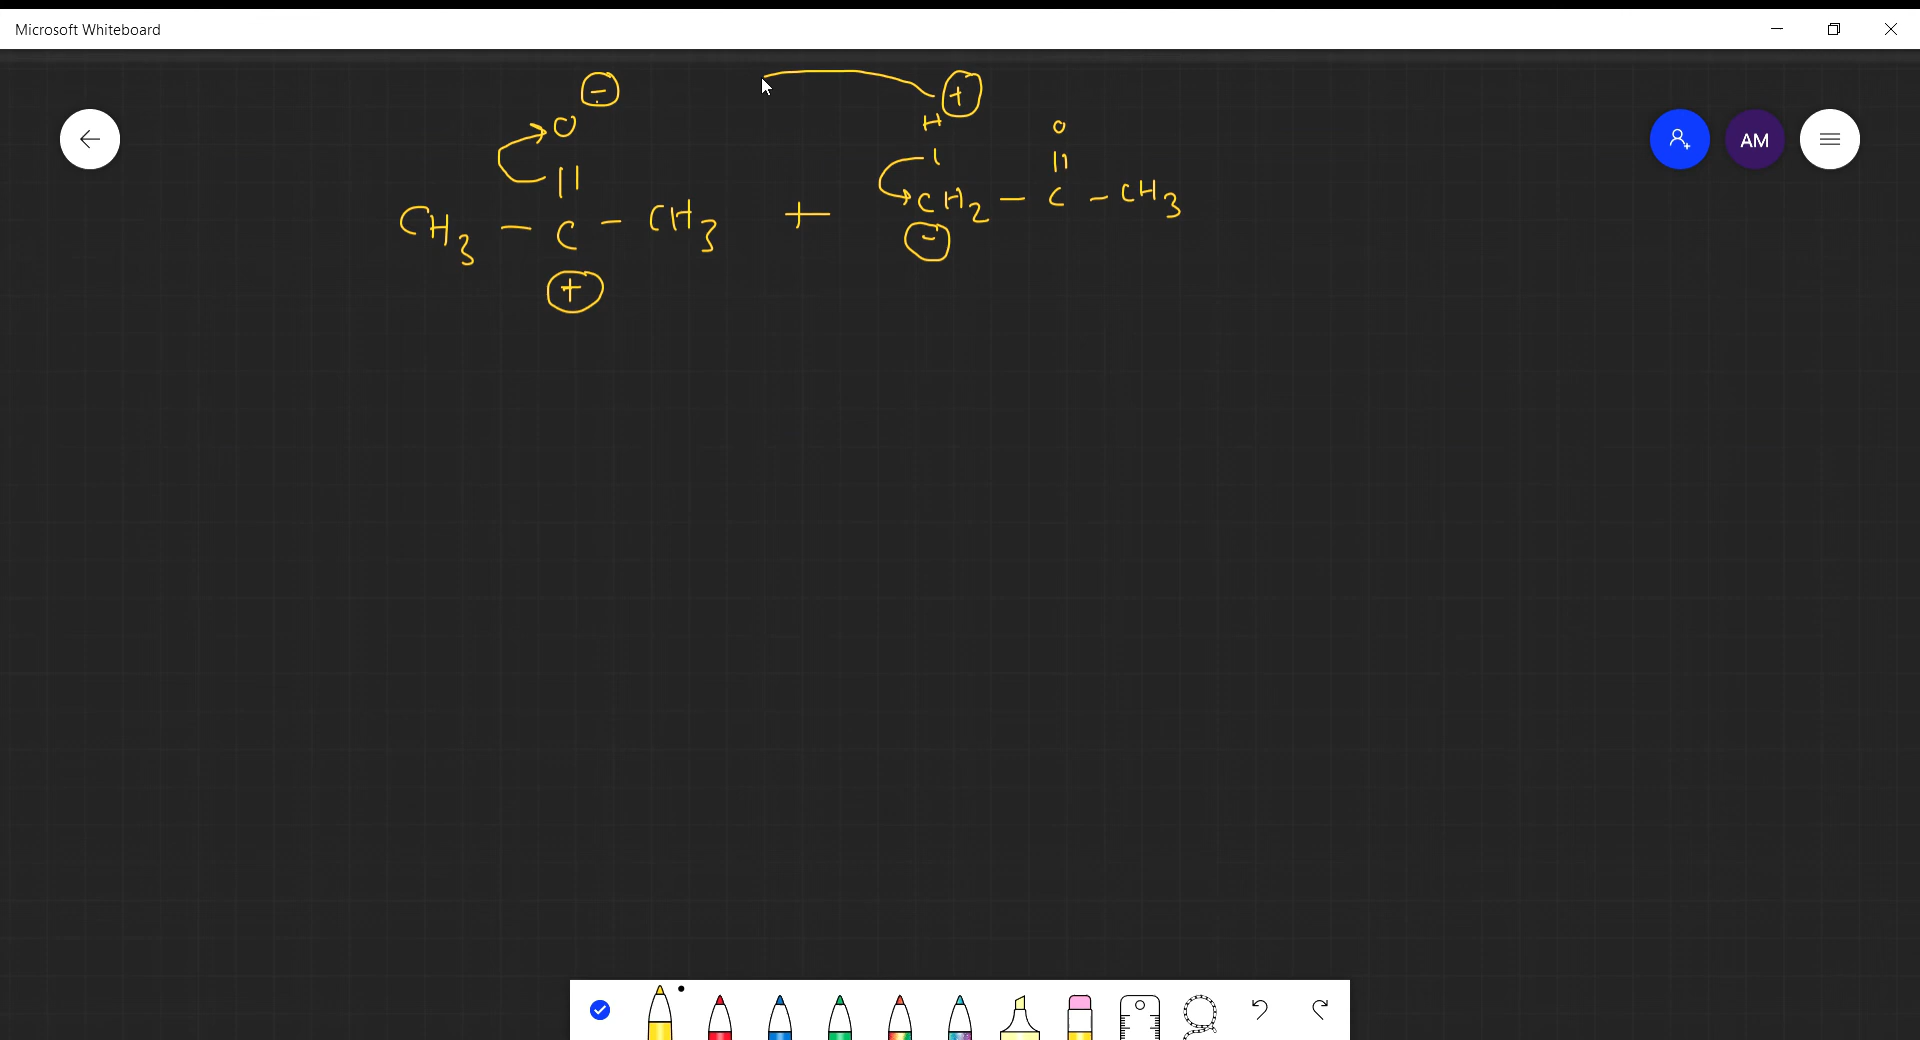 Microsoft Whiteboard
− +
O H O
|| | ||
CH3 − C − CH3 + CH2 − C − CH3
+ −
AM